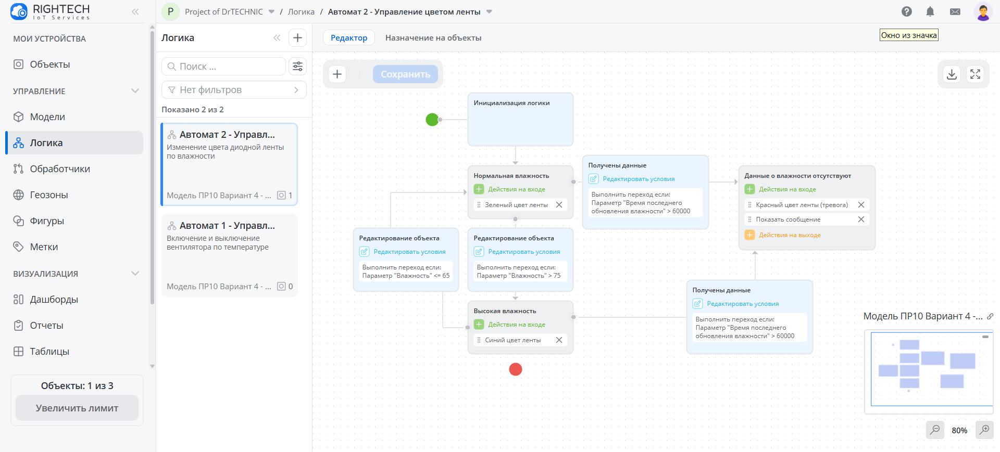 RIGHTECH
IoT Services
МОИ УСТРОЙСТВА
Объекты
УПРАВЛЕНИЕ
Модели
Логика
Обработчики
Геозоны
Фигуры
Метки
ВИЗУАЛИЗАЦИЯ
Дашборды
Отчеты
Таблицы
Объекты: 1 из 3
Увеличить лимит
P Project of DrTECHNIC / Логика / Автомат 2 - Управление цветом ленты
Окно из значка
Логика
Поиск ...
Нет фильтров
Показано 2 из 2
Автомат 2 - Управл...
Изменение цвета диодной ленты
по влажности
Модель ПР10 Вариант 4 - ... 1
Автомат 1 - Управл...
Включение и выключение
вентилятора по температуре
Модель ПР10 Вариант 4 - ... 0
Редактор Назначение на объекты
Сохранить
Инициализация логики
Нормальная влажность
Действия на входе
Зеленый цвет ленты
Получены данные
Редактировать условия
Выполнить переход если:
Параметр "Время последнего
обновления влажности" > 60000
Данные о влажности отсутствуют
Действия на входе
Красный цвет ленты (тревога)
Показать сообщение
Действия на выходе
Редактирование объекта
Редактировать условия
Выполнить переход если:
Параметр "Влажность" <= 65
Редактирование объекта
Редактировать условия
Выполнить переход если:
Параметр "Влажность" > 75
Высокая влажность
Действия на входе
Синий цвет ленты
Получены данные
Редактировать условия
Выполнить переход если:
Параметр "Время последнего
обновления влажности" > 60000
Модель ПР10 Вариант 4 -...
80%